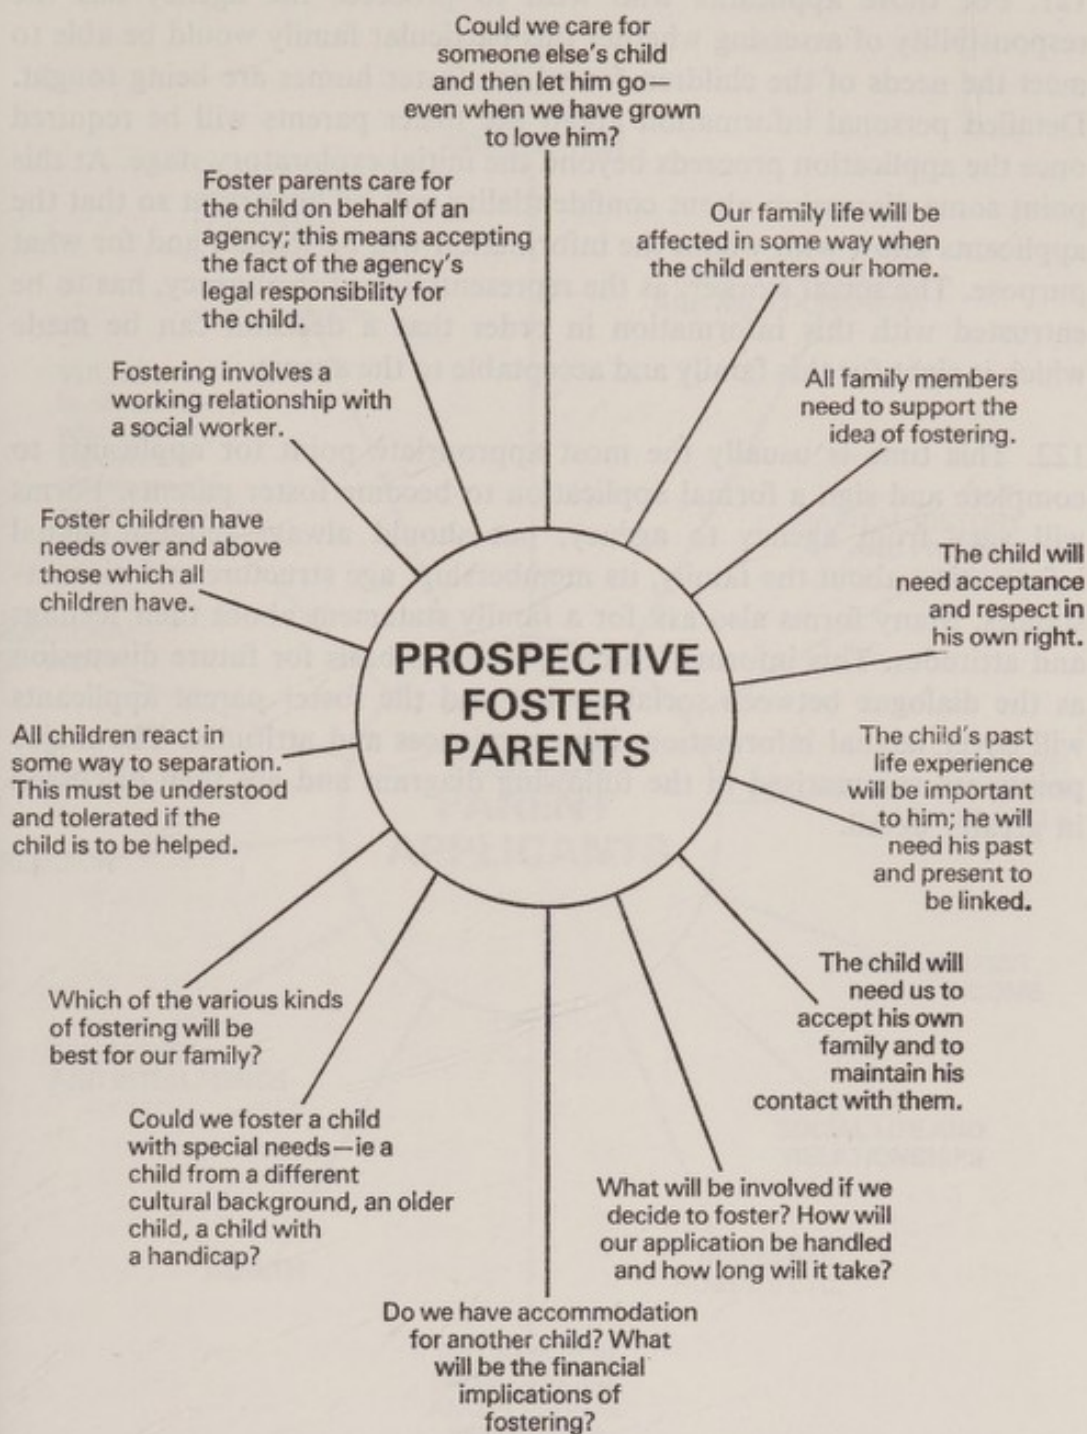 Could we care for
someone else's child
and then let him go—
even when we have grown
to love him?
Our family life will be
affected in some way when
the child enters our home.
All family members
need to support the
idea of fostering.
The child will
need acceptance
and respect in
his own right.
The child's past
life experience
will be important
to him; he will
need his past
and present to
be linked.
The child will
need us to
accept his own
family and to
maintain his
contact with them.
What will be involved if we
decide to foster? How will
our application be handled
and how long will it take?
Do we have accommodation
for another child? What
will be the financial
implications of
fostering?
Could we foster a child
with special needs—ie a
child from a different
cultural background, an older
child, a child with
a handicap?
Which of the various kinds
of fostering will be
best for our family?
All children react in
some way to separation.
This must be understood
and tolerated if the
child is to be helped.
Foster children have
needs over and above
those which all
children have.
Fostering involves a
working relationship with
a social worker.
Foster parents care for
the child on behalf of an
agency; this means accepting
the fact of the agency's
legal responsibility for
the child.
PROSPECTIVE
FOSTER
PARENTS